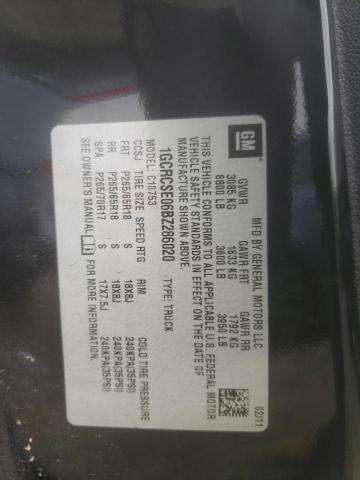 GM
MFD BY GENERAL MOTORS LLC
02/11
GVWR GAWR FRT GAWR RR
3085 KG 1633 KG 1792 KG
6800 LB 3600 LB 3950 LB
THIS VEHICLE CONFORMS TO ALL APPLICABLE U.S. FEDERAL MOTOR
VEHICLE SAFETY STANDARDS IN EFFECT ON THE DATE OF
MANUFACTURE SHOWN ABOVE.
1GCRCSE06BZ286020 TYPE: TRUCK
MODEL: C10753
CCSJ TIRE SIZE SPEED RTG RIM COLD TIRE PRESSURE
FRT P265/65R18 S 18X8J 240KPA(35PSI)
RR P265/65R18 S 18X8J 240KPA(35PSI)
SPA P265/70R17 S 17X7.5J 240KPA(35PSI)
SEE OWNER'S MANUAL FOR MORE INFORMATION.